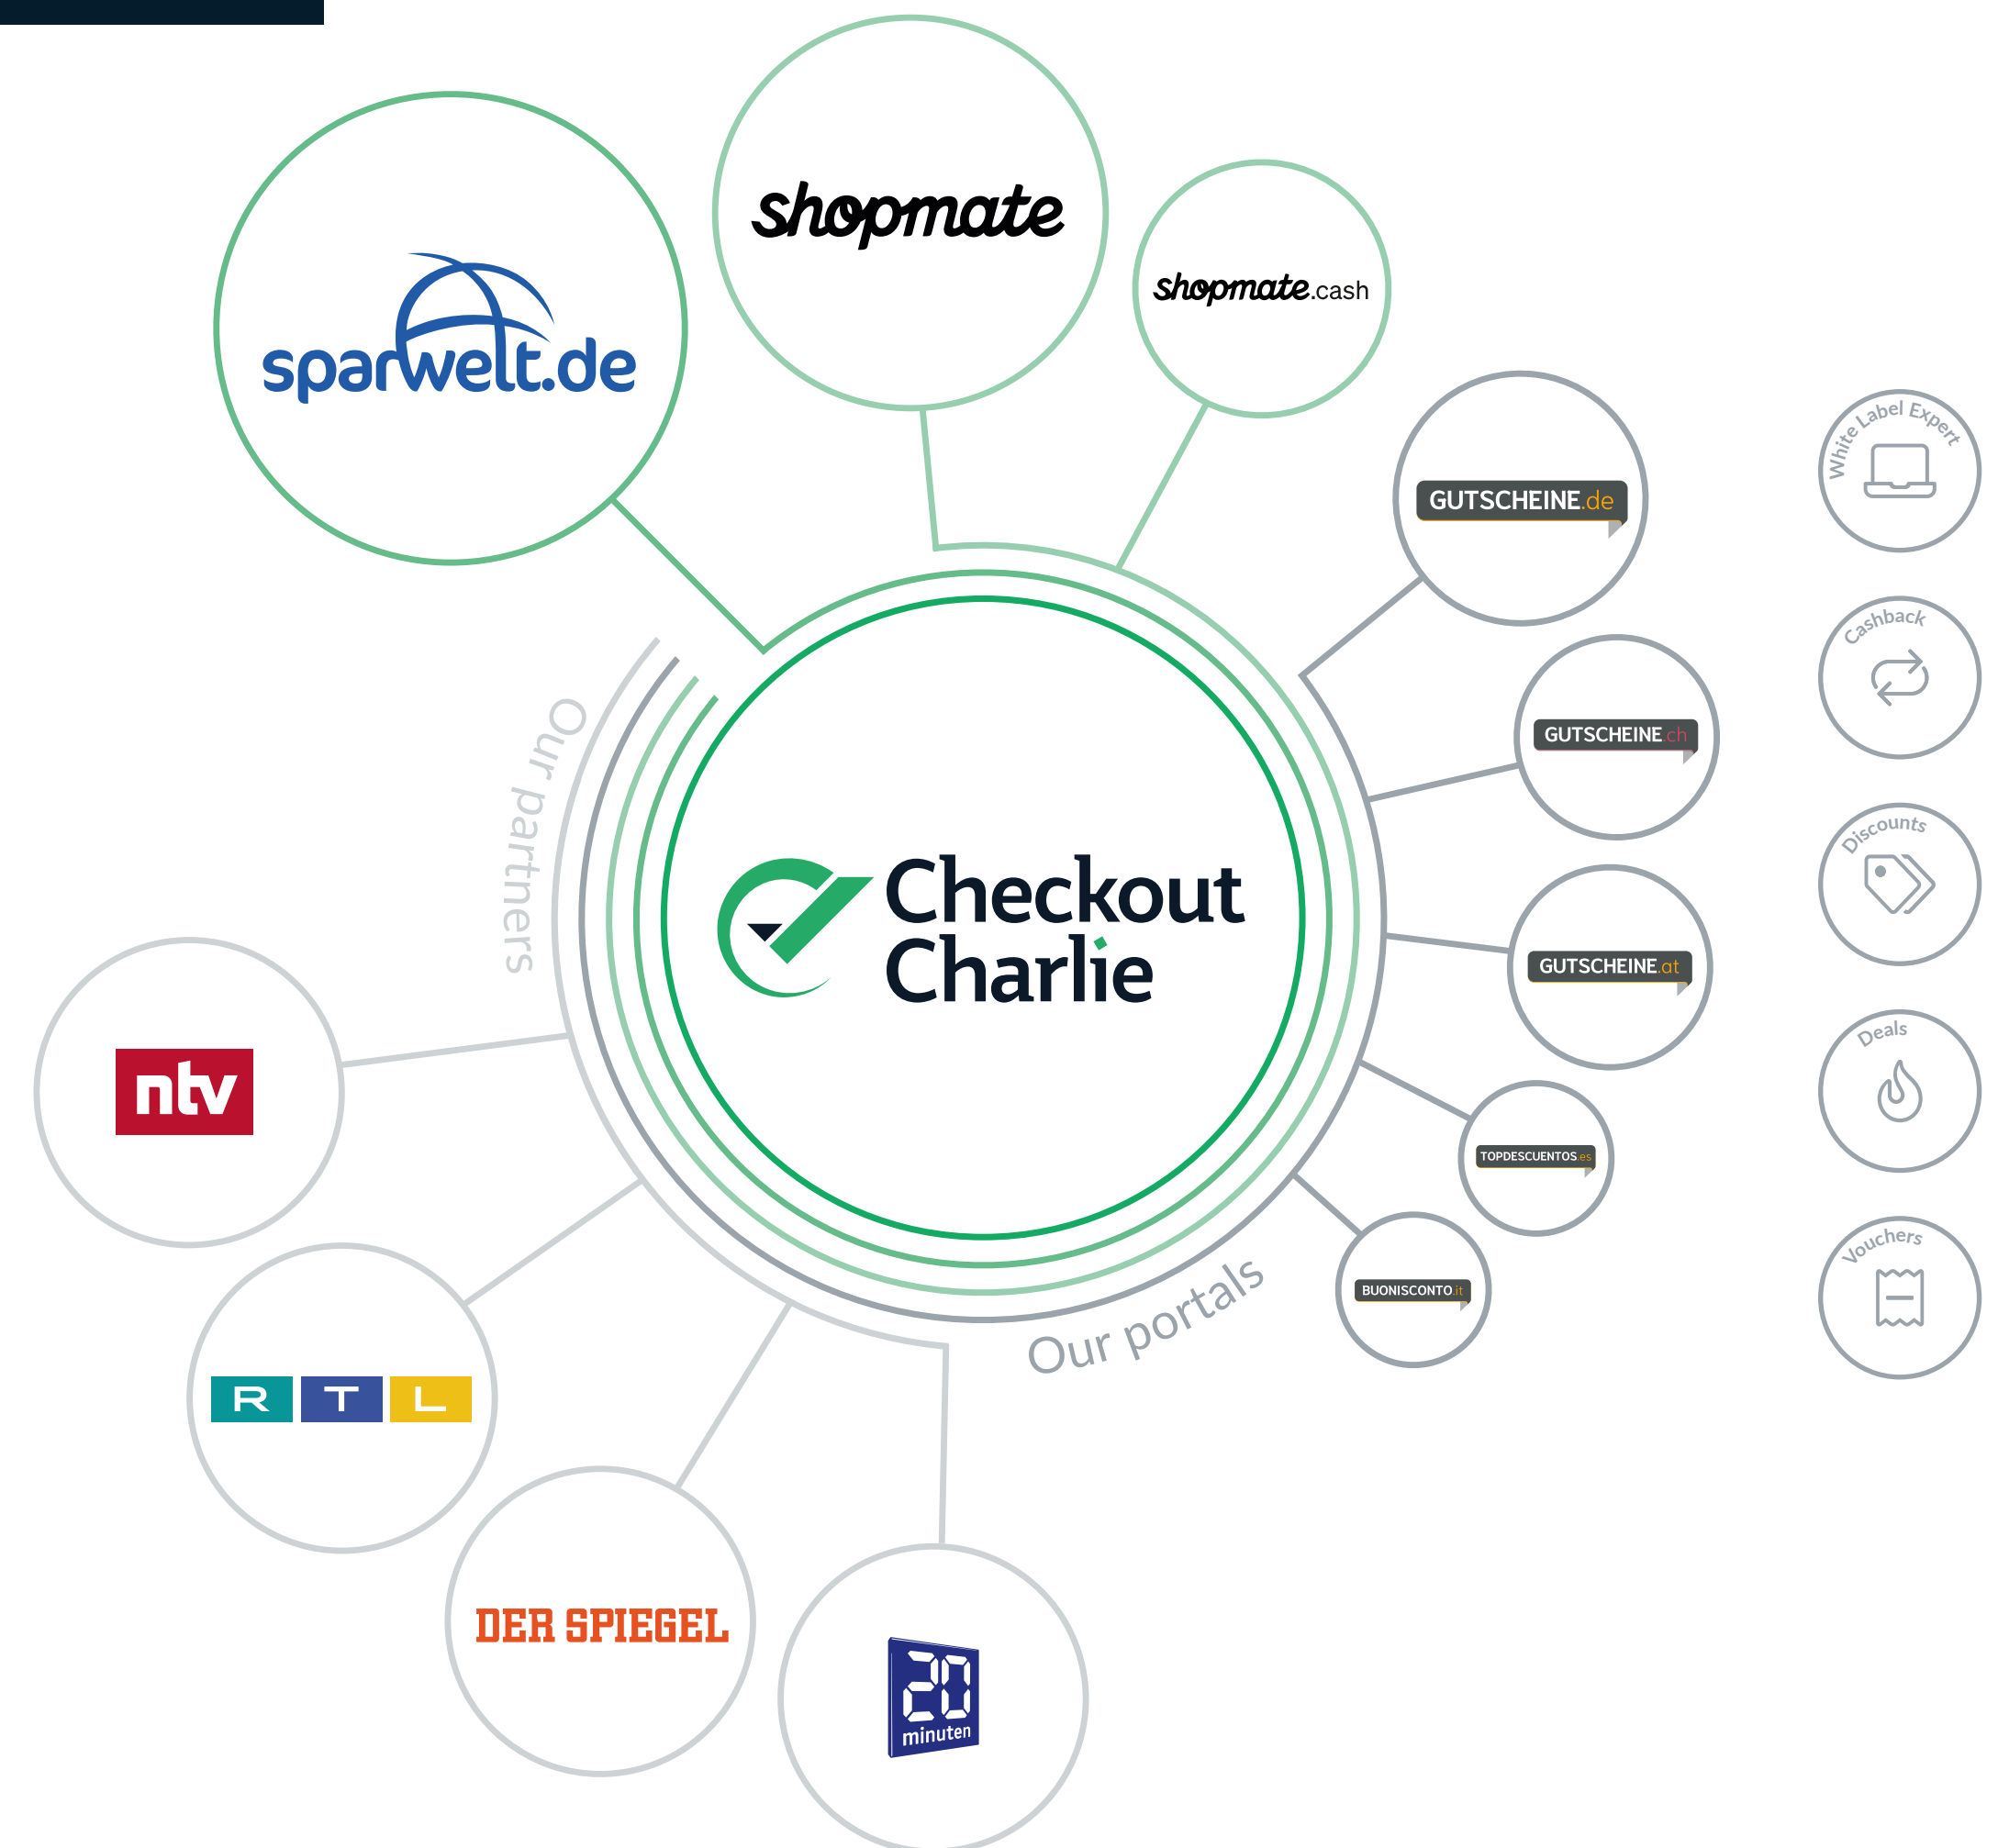 shopmate
sparwelt.de
shopmate.cash
White Label Expert
GUTSCHEINE.de
Cashback
Our partners
GUTSCHEINE.ch
Discounts
Checkout
Charlie
GUTSCHEINE.at
Deals
ntv
TOPDESCUENTOS.es
Vouchers
BUONISCONTO.it
Our portals
RTL
DER SPIEGEL
20
minuten